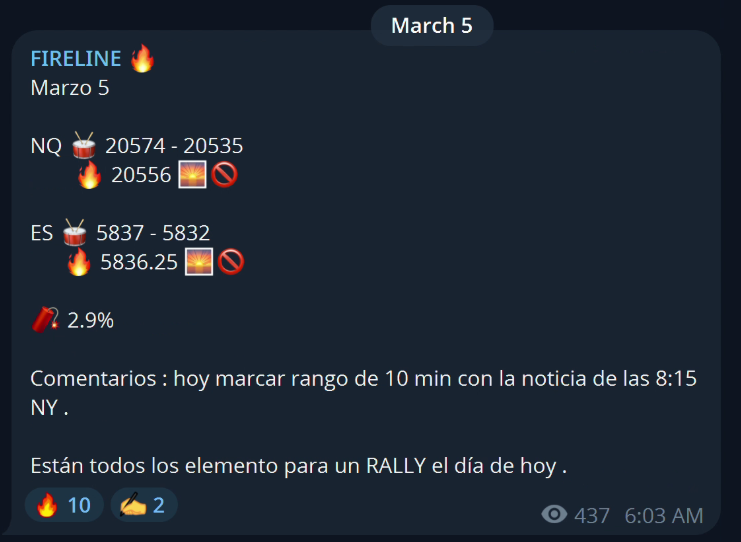 March 5
FIRELINE 🔥
Marzo 5
NQ 🥁 20574 - 20535
🔥 20556 🌅🚫
ES 🥁 5837 - 5832
🔥 5836.25 🌅🚫
🧨 2.9%
Comentarios : hoy marcar rango de 10 min con la noticia de las 8:15
NY .
Están todos los elemento para un RALLY el día de hoy .
🔥 10 ✍️ 2
437 6:03 AM